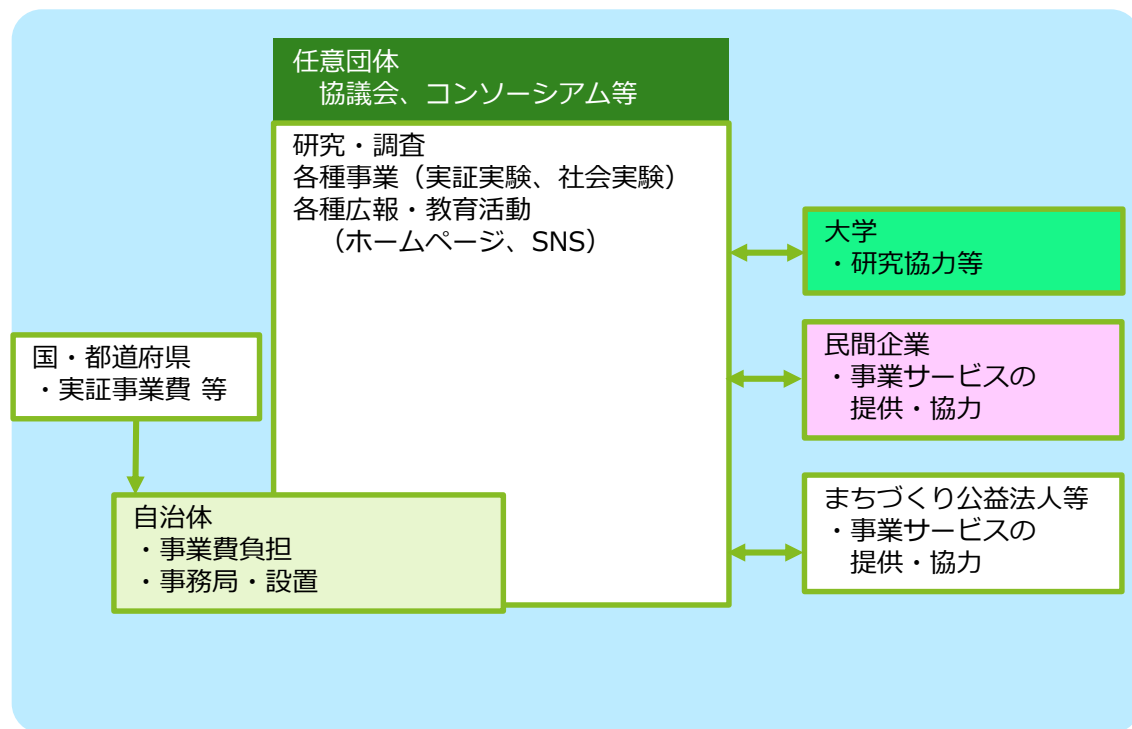 任意団体
協議会、コンソーシアム等
研究・調査
各種事業（実証実験、社会実験）
各種広報・教育活動
（ホームページ、SNS）
国・都道府県
・実証事業費 等
自治体
・事業費負担
・事務局・設置
大学
・研究協力等
民間企業
・事業サービスの
提供・協力
まちづくり公益法人等
・事業サービスの
提供・協力